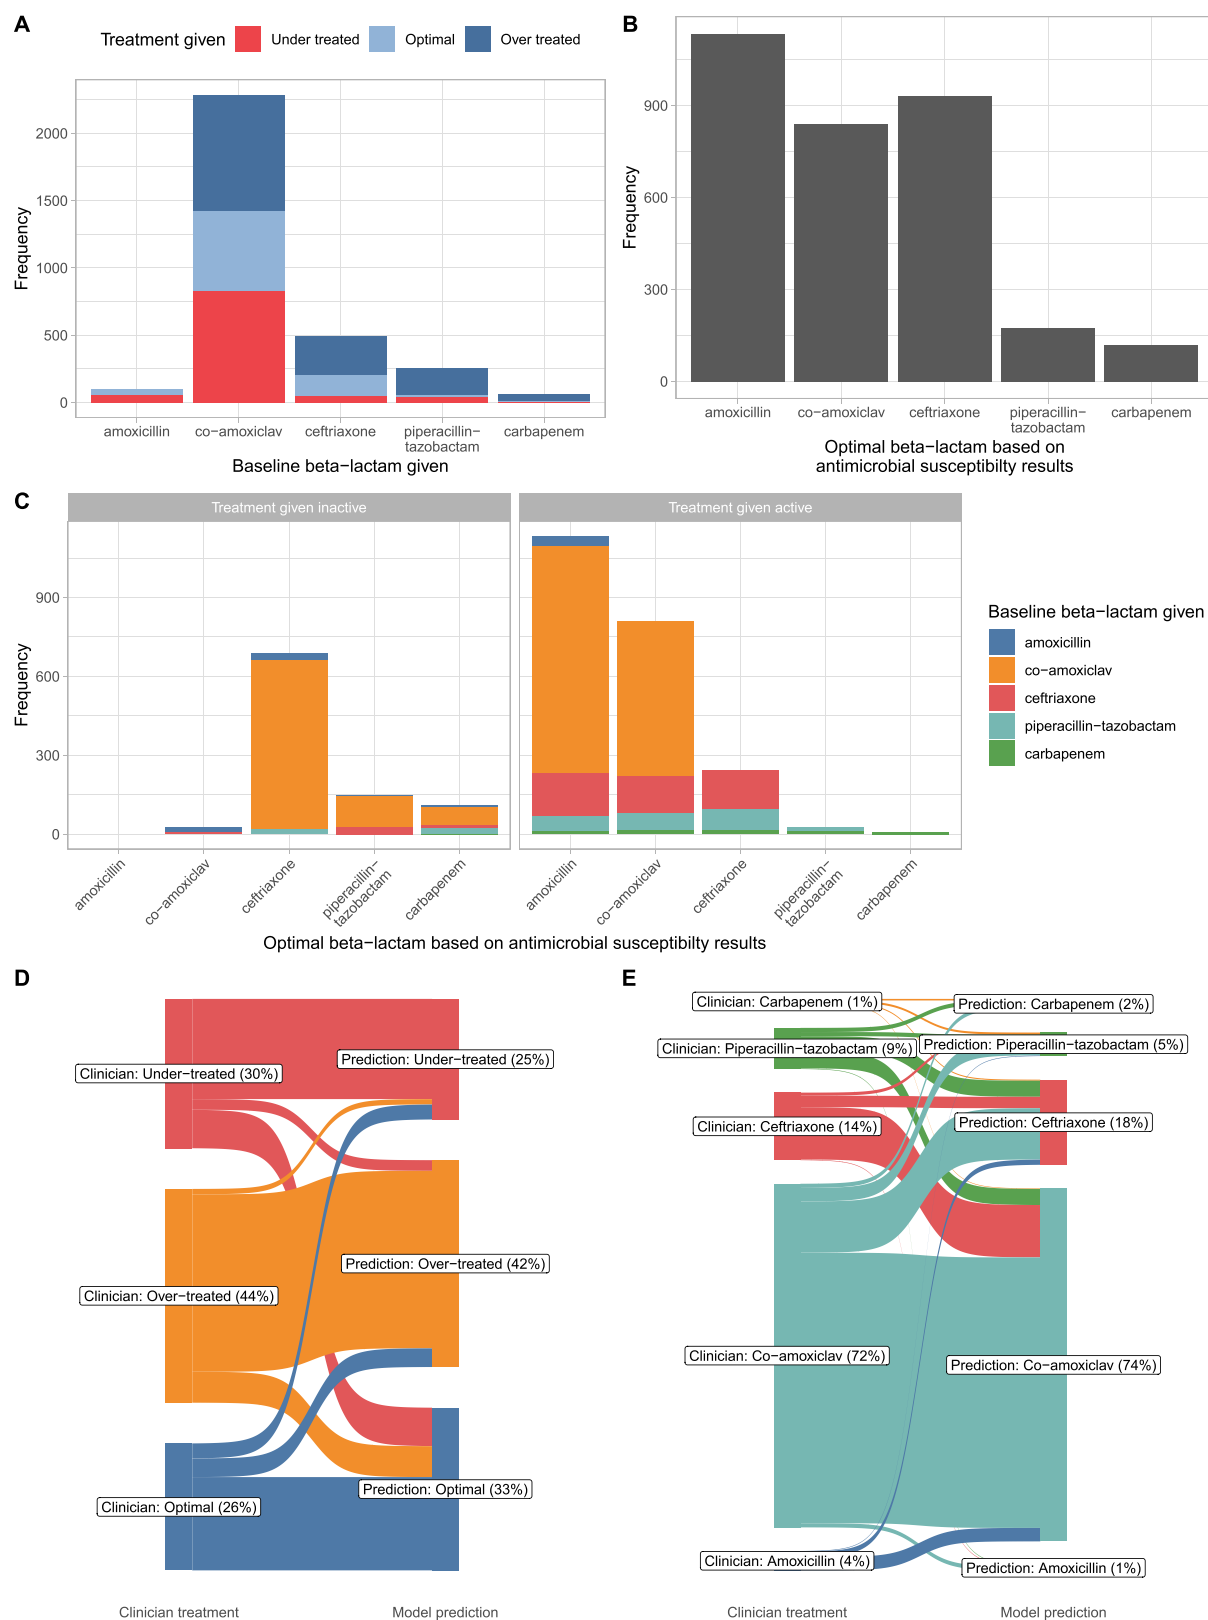 A
Treatment given
Under treated
Optimal
Over treated
Frequency
2000
1500
1000
500
0
amoxicillin
co−amoxiclav
ceftriaxone
piperacillin−
tazobactam
carbapenem
Baseline beta−lactam given
B
Frequency
900
600
300
0
amoxicillin
co−amoxiclav
ceftriaxone
piperacillin−
tazobactam
carbapenem
Optimal beta−lactam based on
antimicrobial susceptibilty results
C
Treatment given inactive
Treatment given active
Frequency
900
600
300
0
amoxicillin
co−amoxiclav
ceftriaxone
piperacillin−
tazobactam
carbapenem
amoxicillin
co−amoxiclav
ceftriaxone
piperacillin−
tazobactam
carbapenem
Optimal beta−lactam based on antimicrobial susceptibilty results
Baseline beta−lactam given
amoxicillin
co−amoxiclav
ceftriaxone
piperacillin−tazobactam
carbapenem
D
Clinician: Under−treated (30%)
Prediction: Under−treated (25%)
Clinician: Over−treated (44%)
Prediction: Over−treated (42%)
Clinician: Optimal (26%)
Prediction: Optimal (33%)
Clinician treatment
Model prediction
E
Clinician: Carbapenem (1%)
Prediction: Carbapenem (2%)
Clinician: Piperacillin−tazobactam (9%)
Prediction: Piperacillin−tazobactam (5%)
Clinician: Ceftriaxone (14%)
Prediction: Ceftriaxone (18%)
Clinician: Co−amoxiclav (72%)
Prediction: Co−amoxiclav (74%)
Clinician: Amoxicillin (4%)
Prediction: Amoxicillin (1%)
Clinician treatment
Model prediction